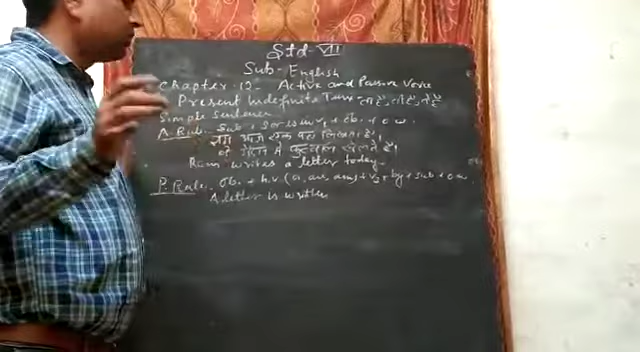 Std - VII
Sub - English
Chapter - 12. Active and Passive Voice
Present Indefinite Tense ता है, ती है, ते हैं
Simple Sentence
A. Rule. Sub + s or es in v1 + ob. + o w.
राम आज एक पत्र लिखता है।
Ram writes a letter today.
P. Rule. Ob. + h.v. (is, are, am) + v3 + by + sub + o w.
A letter is written